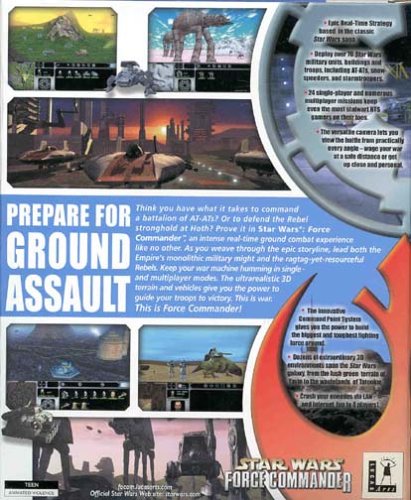 • Epic Real-Time Strategy
based in the classic
Star Wars saga
• Deploy over 70 Star Wars
military units, buildings and
troops, including AT-ATs, snow-
speeders, and stormtroopers.
• 24 single-player and numerous
multiplayer missions keep
even the most stalwart RTS
gamers on their toes.
• The versatile camera lets you
view the battle from practically
every angle – wage your war
at a safe distance or get
up close and personal.
PREPARE FOR
GROUND
ASSAULT
Think you have what it takes to command
a battalion of AT-ATs? Or to defend the Rebel
stronghold at Hoth? Prove it in Star Wars®: Force
Commander™, an intense real-time ground combat experience
like no other. As you weave through the epic storyline, lead both the
Empire's monolithic military might and the ragtag-yet-resourceful
Rebels. Keep your war machine humming in single-
and multiplayer modes. The ultrarealistic 3D
terrain and vehicles give you the power to
guide your troops to victory. This is war.
This is Force Commander!
• The innovative
Command Point System
gives you the power to build
the biggest and toughest fighting
force around.
• Dozens of extraordinary 3D
environments span the Star Wars
galaxy, from the lush green terrain of
to the wastelands of Tatooine
• Crush your enemies via LAN
and Internet (up to 4 players)
TEEN
ANIMATED VIOLENCE
focom.lucasarts.com
Official Star Wars Web site: starwars.com
STAR WARS
FORCE COMMANDER
LUCAS
ARTS